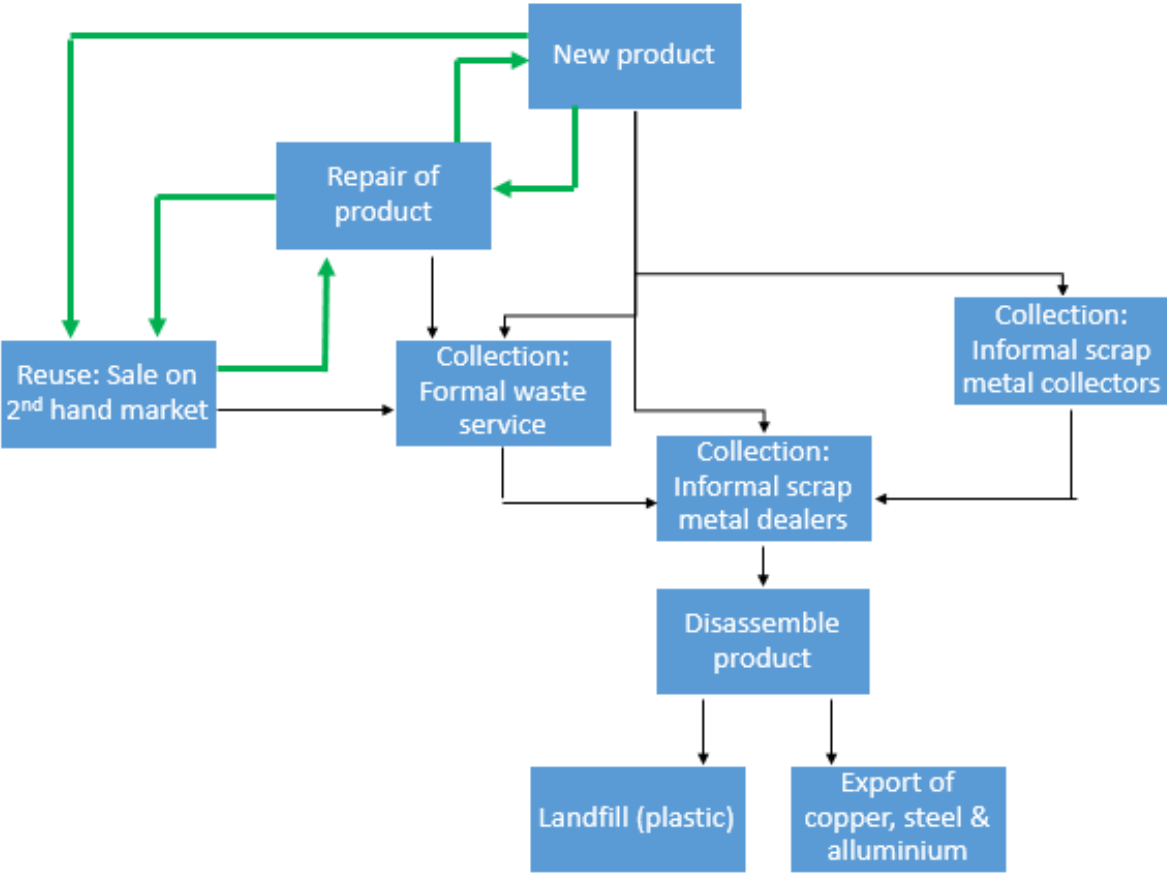 New product
Repair of
product
Collection:
Informal scrap
metal collectors
Reuse: Sale on
2nd hand market
Collection:
Formal waste
service
Collection:
Informal scrap
metal dealers
Disassemble
product
Landfill (plastic)
Export of
copper, steel &
alluminium